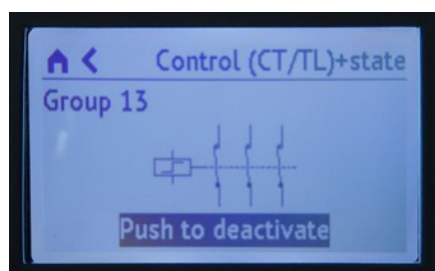 Control (CT/TL)+state
Group 13
Push to deactivate